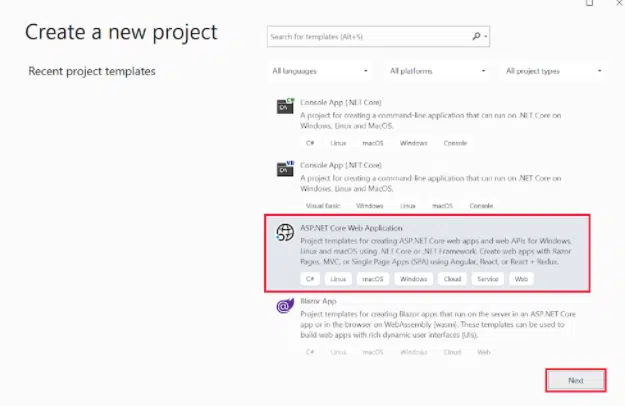 Create a new project
Search for templates (Alt+S)
Recent project templates
All languages
All platforms
All project types
C#
Console App (.NET Core)
A project for creating a command-line application that can run on .NET Core on
Windows, Linux and MacOS.
C# Linux macOS Windows Console
VB
Console App (.NET Core)
A project for creating a command-line application that can run on .NET Core on
Windows, Linux and MacOS.
Visual Basic Windows Linux macOS Console
ASP.NET Core Web Application
Project templates for creating ASP.NET Core web apps and web APIs for Windows,
Linux and macOS using .NET Core or .NET Framework. Create web apps with Razor
Pages, MVC, or Single Page Apps (SPA) using Angular, React, or React + Redux.
C# Linux macOS Windows Cloud Service Web
Blazor App
Project templates for creating Blazor apps that run on the server in an ASP.NET Core
app or in the browser on WebAssembly (wasm). These templates can be used to
build web apps with rich dynamic user interfaces (UIs).
C# Linux macOS Windows Cloud Web
Next